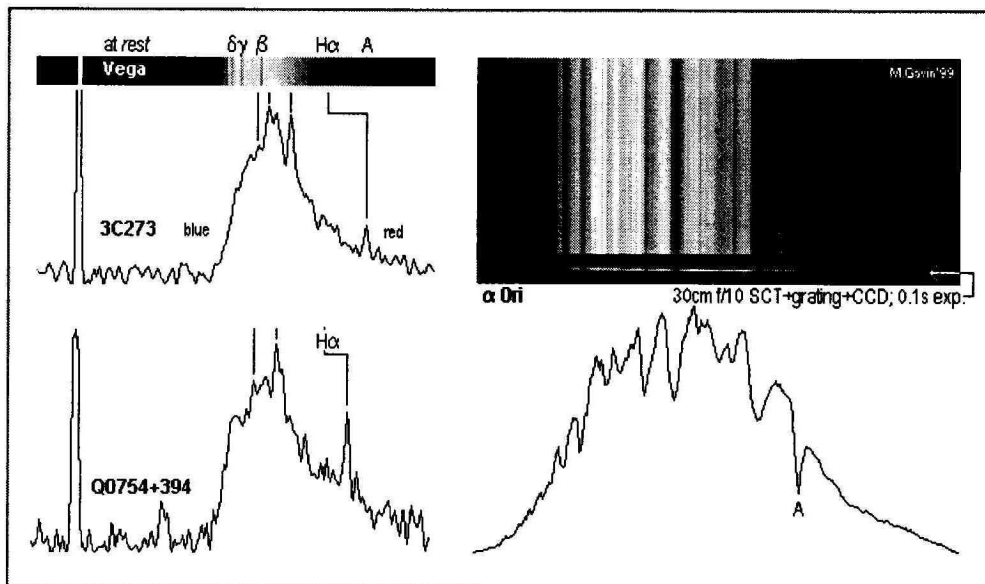 at rest δγ β Hα A
Vega
3C273 blue red
Hα
Q0754+394
M.Gavin'99
α Ori 30cm f/10 SCT+grating+CCD; 0.1s exp.
A